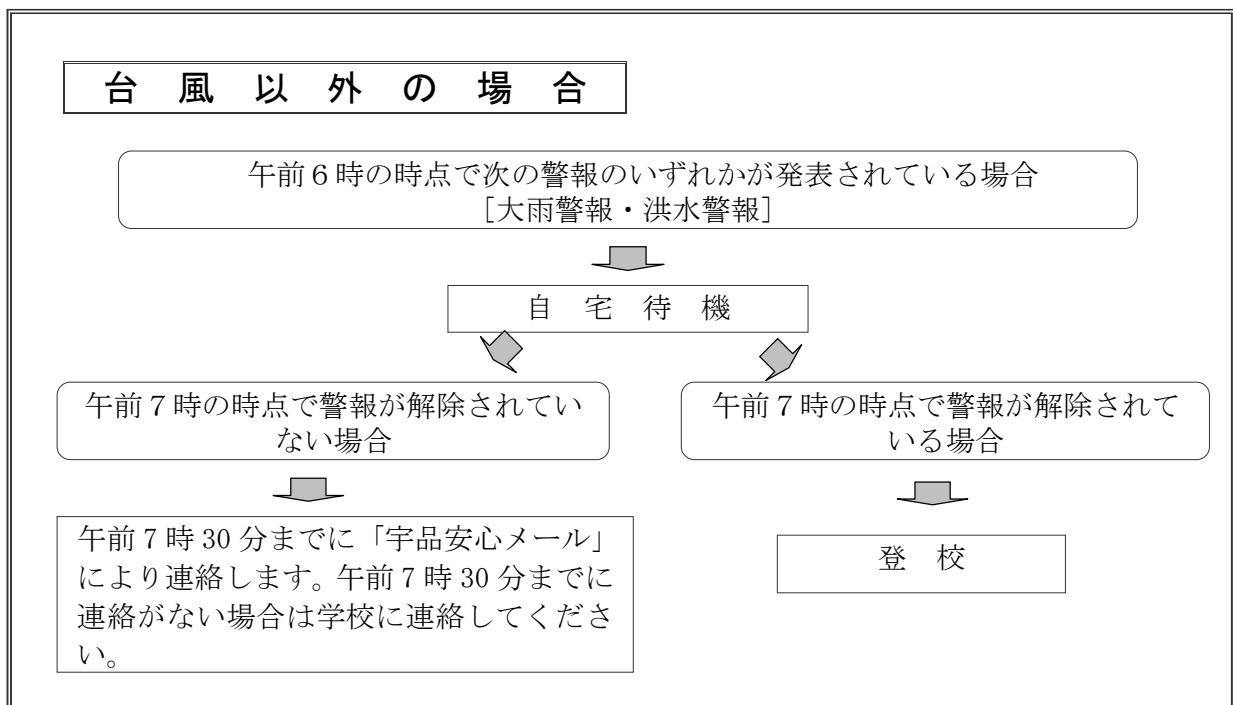 台風以外の場合
午前６時の時点で次の警報のいずれかが発表されている場合
［大雨警報・洪水警報］
自宅待機
午前７時の時点で警報が解除されてい
ない場合
午前７時の時点で警報が解除されて
いる場合
午前７時 30 分までに「宇品安心メール」
により連絡します。午前７時 30 分までに
連絡がない場合は学校に連絡してくださ
い。
登校